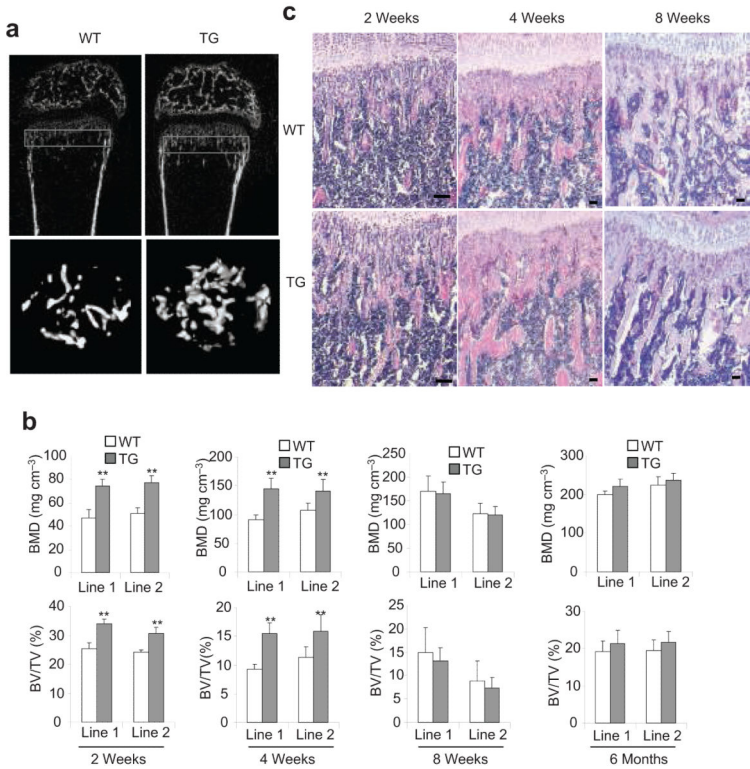 a
WT TG
c
2 Weeks 4 Weeks 8 Weeks
WT
TG
b
WT
TG
BMD (mg cm⁻³)
100
80
60
40
20
0
** **
Line 1 Line 2
WT
TG
BMD (mg cm⁻³)
200
150
100
50
0
** **
Line 1 Line 2
WT
TG
BMD (mg cm⁻³)
250
200
150
100
50
0
Line 1 Line 2
WT
TG
BMD (mg cm⁻³)
300
200
100
0
Line 1 Line 2
BV/TV (%)
40
30
20
10
0
** **
Line 1 Line 2
2 Weeks
BV/TV(%)
20
15
10
5
0
** **
Line 1 Line 2
4 Weeks
BV/TV (%)
25
20
15
10
5
0
Line 1 Line 2
8 Weeks
BV/TV (%)
30
20
10
0
Line 1 Line 2
6 Months